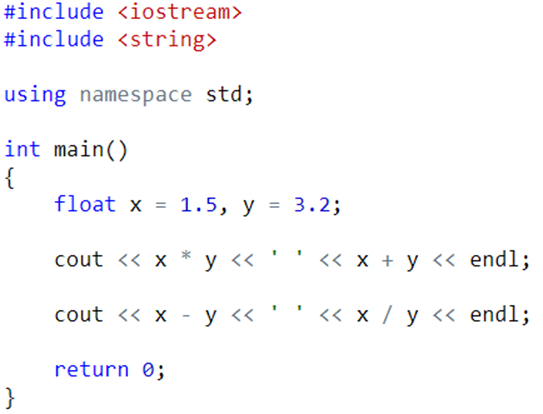 #include <iostream>
#include <string>
using namespace std;
int main()
{
float x = 1.5, y = 3.2;
cout << x * y << ' ' << x + y << endl;
cout << x - y << ' ' << x / y << endl;
return 0;
}